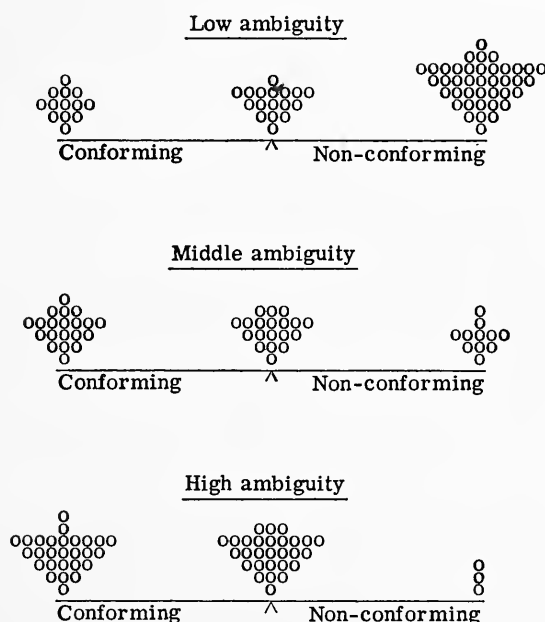 Low ambiguity
Conforming
Non-conforming
Middle ambiguity
Conforming
Non-conforming
High ambiguity
Conforming
Non-conforming